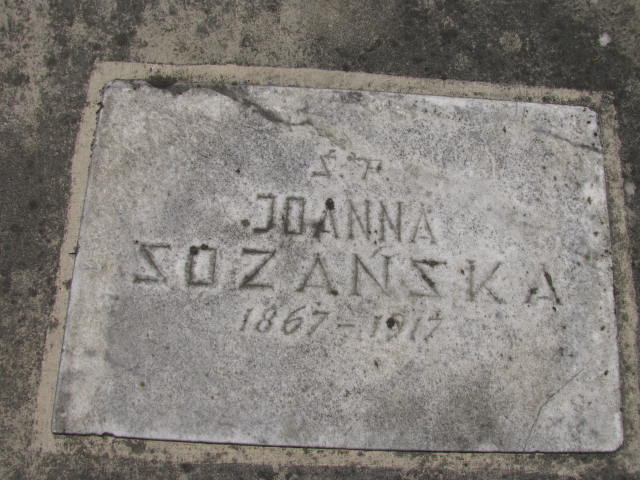 Ś. P.
JOANNA
SOZAŃSKA
1867-1917